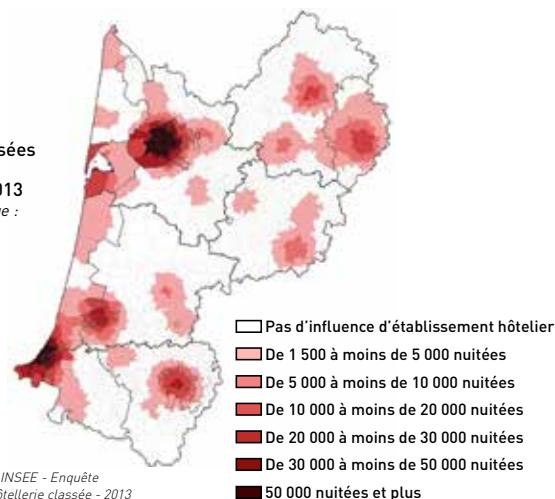 sées
013
e :
Pas d'influence d'établissement hôtelier
De 1 500 à moins de 5 000 nuitées
De 5 000 à moins de 10 000 nuitées
De 10 000 à moins de 20 000 nuitées
De 20 000 à moins de 30 000 nuitées
De 30 000 à moins de 50 000 nuitées
50 000 nuitées et plus
INSEE - Enquête
ôtellerie classée - 2013